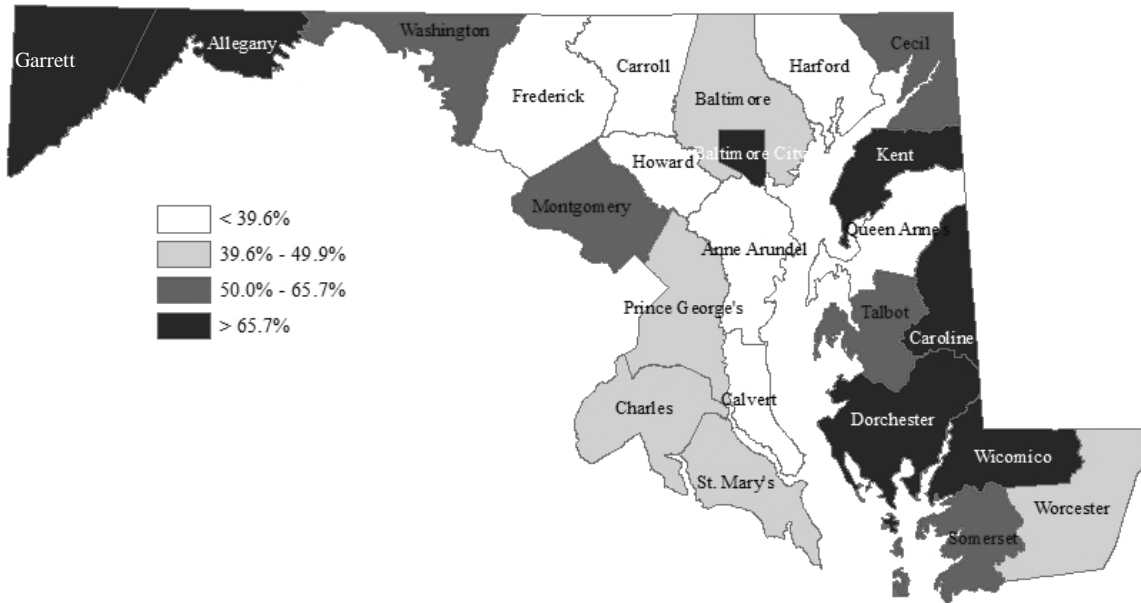 Garrett
Allegany
Washington
Frederick
Carroll
Baltimore
Harford
Cecil
Baltimore City
Howard
Kent
Montgomery
Anne Arundel
Queen Anne's
< 39.6%
39.6% - 49.9%
50.0% - 65.7%
> 65.7%
Prince George's
Talbot
Caroline
Charles
Calvert
Dorchester
St. Mary's
Wicomico
Worcester
Somerset